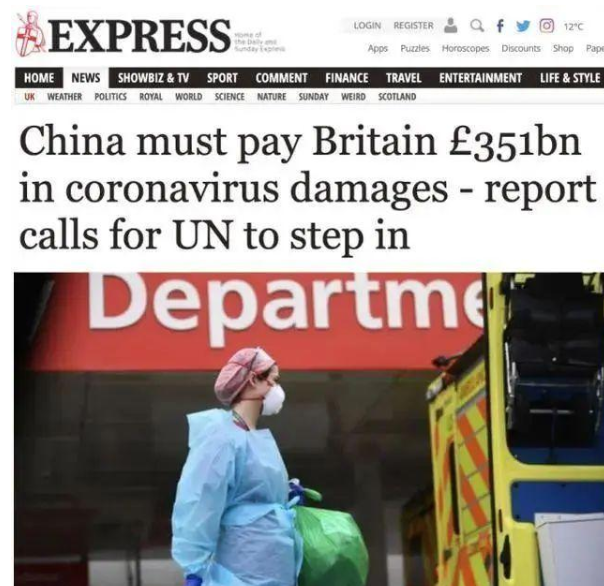 EXPRESS
Home of
the Daily and
Sunday Express
LOGIN REGISTER 12°C
Apps Puzzles Horoscopes Discounts Shop Pape
HOME NEWS SHOWBIZ & TV SPORT COMMENT FINANCE TRAVEL ENTERTAINMENT LIFE & STYLE
UK WEATHER POLITICS ROYAL WORLD SCIENCE NATURE SUNDAY WEIRD SCOTLAND
China must pay Britain £351bn
in coronavirus damages - report
calls for UN to step in
Departme